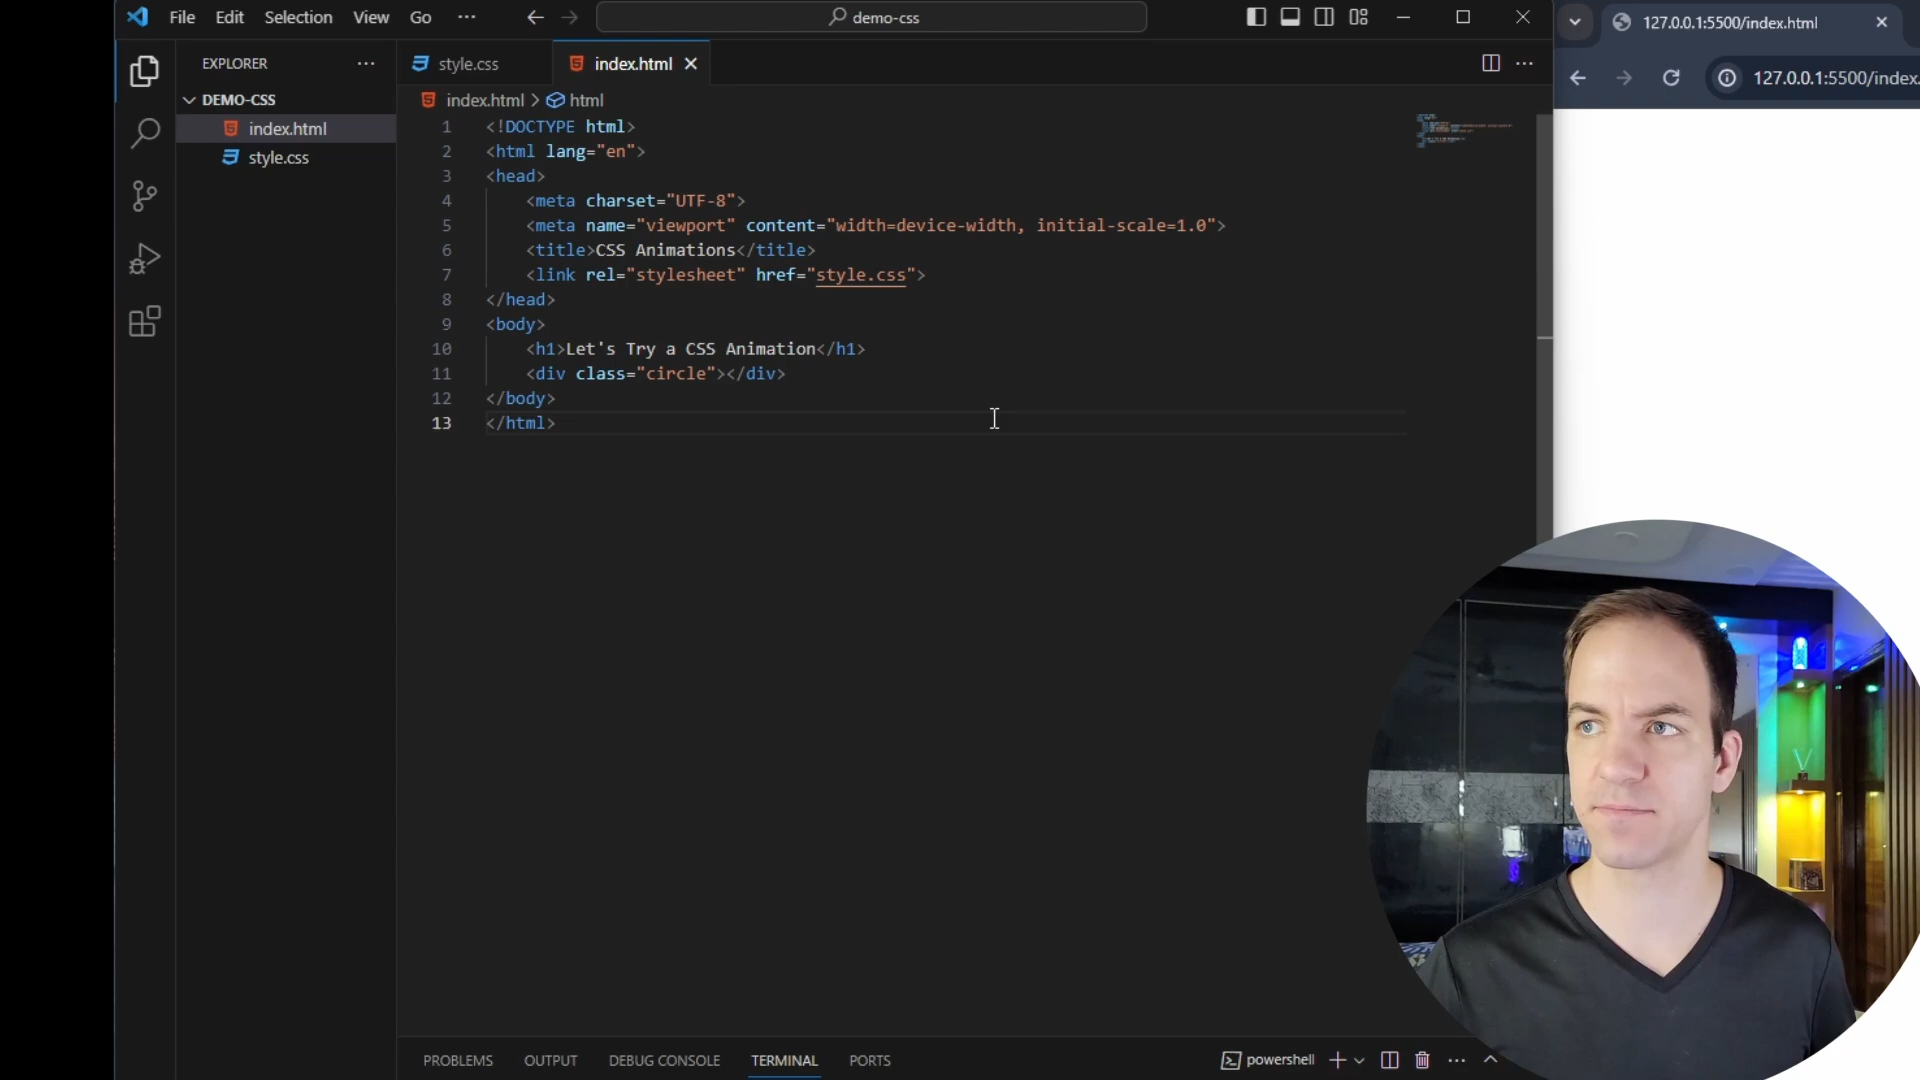 File Edit Selection View Go ··· demo-css
127.0.0.1:5500/index.html
127.0.0.1:5500/index.
EXPLORER ···
DEMO-CSS
index.html
style.css
style.css index.html
index.html > html
1 <!DOCTYPE html>
2 <html lang="en">
3 <head>
4 <meta charset="UTF-8">
5 <meta name="viewport" content="width=device-width, initial-scale=1.0">
6 <title>CSS Animations</title>
7 <link rel="stylesheet" href="style.css">
8 </head>
9 <body>
10 <h1>Let's Try a CSS Animation</h1>
11 <div class="circle"></div>
12 </body>
13 </html>
PROBLEMS OUTPUT DEBUG CONSOLE TERMINAL PORTS powershell